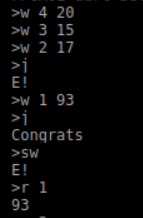 >w 4 20
>w 3 15
>w 2 17
>j
E!
>w 1 93
>j
Congrats
>sw
E!
>r 1
93